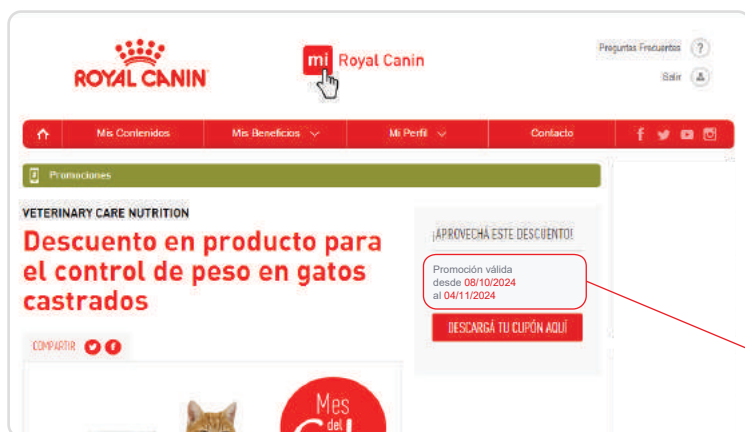 ROYAL CANIN
mi Royal Canin
Preguntas Frecuentes ?
Salir
Mis Contenidos Mis Beneficios Mi Perfil Contacto
Promociones
VETERINARY CARE NUTRITION
Descuento en producto para
el control de peso en gatos
castrados
¡APROVECHÁ ESTE DESCUENTO!
Promoción válida
desde 08/10/2024
al 04/11/2024
DESCARGÁ TU CUPÓN AQUÍ
COMPARTIR
Mes
del